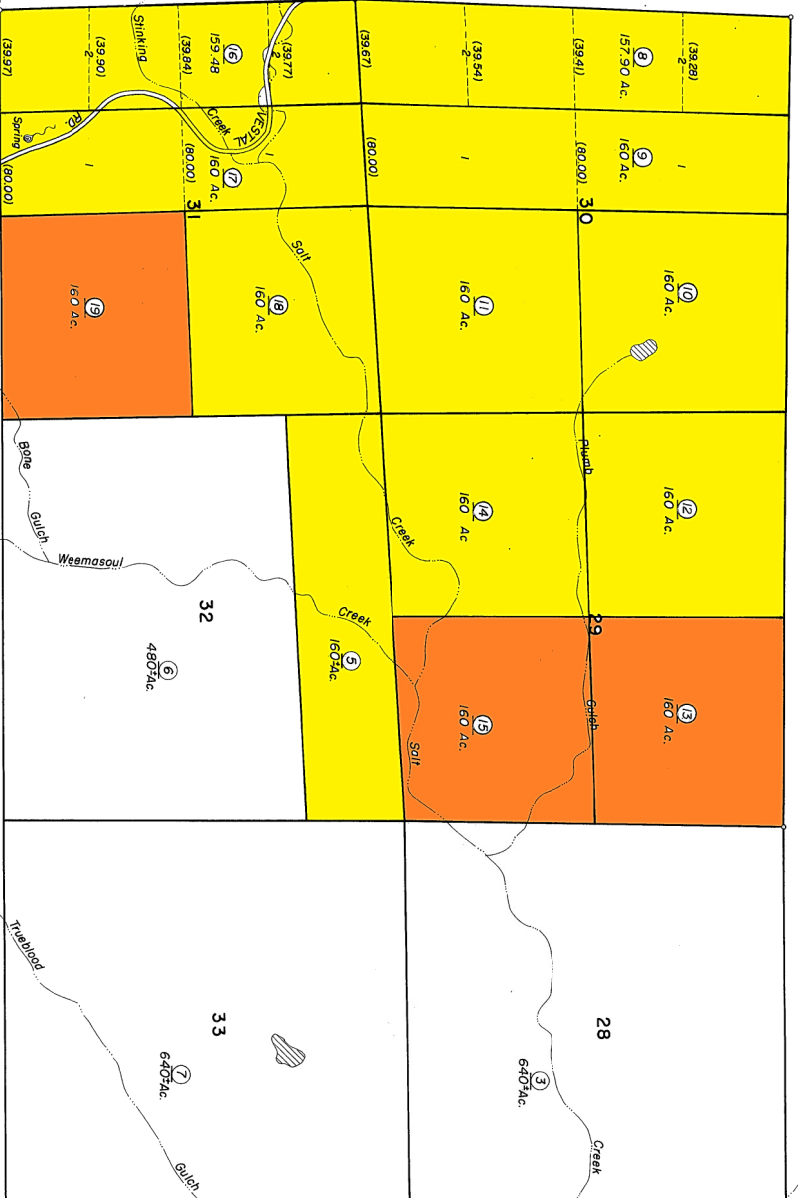 (39.28)
2
1
10
160 Ac.
12
160 Ac.
13
160 Ac.
8
157.90 Ac.
9
160 Ac.
30
29
28
Plumb
Gulch
Creek
(39.41)
(80.00)
3
640±Ac.
(39.54)
2
1
11
160 Ac.
14
160 Ac
15
160 Ac.
Creek
Salt
(39.67)
(80.00)
5
160±Ac.
Creek
(39.77)
2
1
18
160 Ac.
Salt
VESTAL
RD.
16
159.48
17
160 Ac.
Creek
Stinking
(39.84)
(80.00)
31
32
33
6
480±Ac.
7
640±Ac.
(39.90)
2
1
19
160 Ac.
Weemasoul
Gulch
Bone
Spring
(39.97)
(80.00)
Trueblood
Gulch